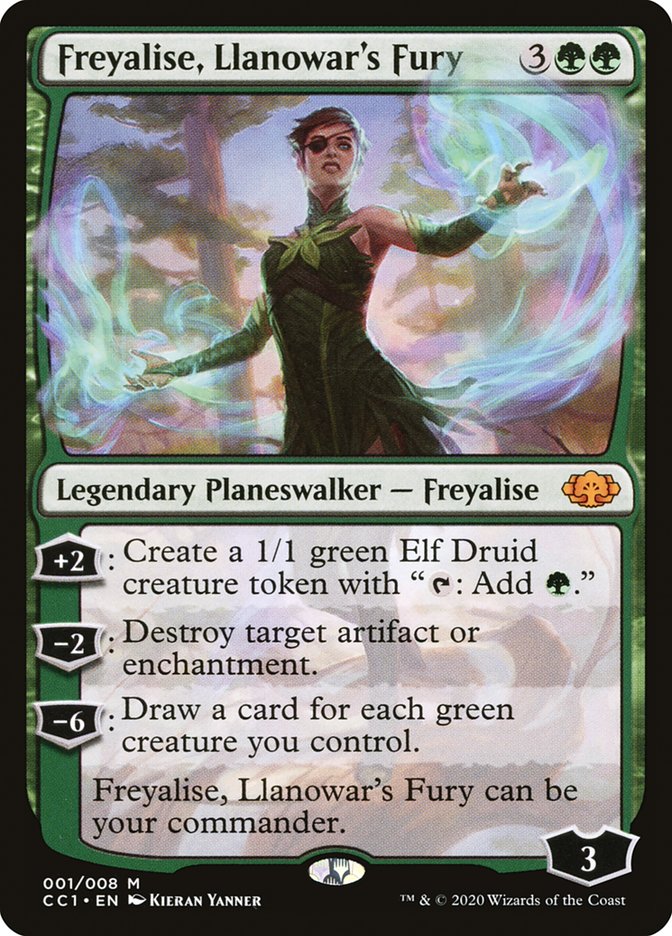 Freyalise, Llanowar's Fury 3
Legendary Planeswalker — Freyalise
+2 : Create a 1/1 green Elf Druid
creature token with “ : Add .”
−2 : Destroy target artifact or
enchantment.
−6 : Draw a card for each green
creature you control.
Freyalise, Llanowar's Fury can be
your commander.
3
001/008 M
CC1 • EN KIERAN YANNER
™ & © 2020 Wizards of the Coast